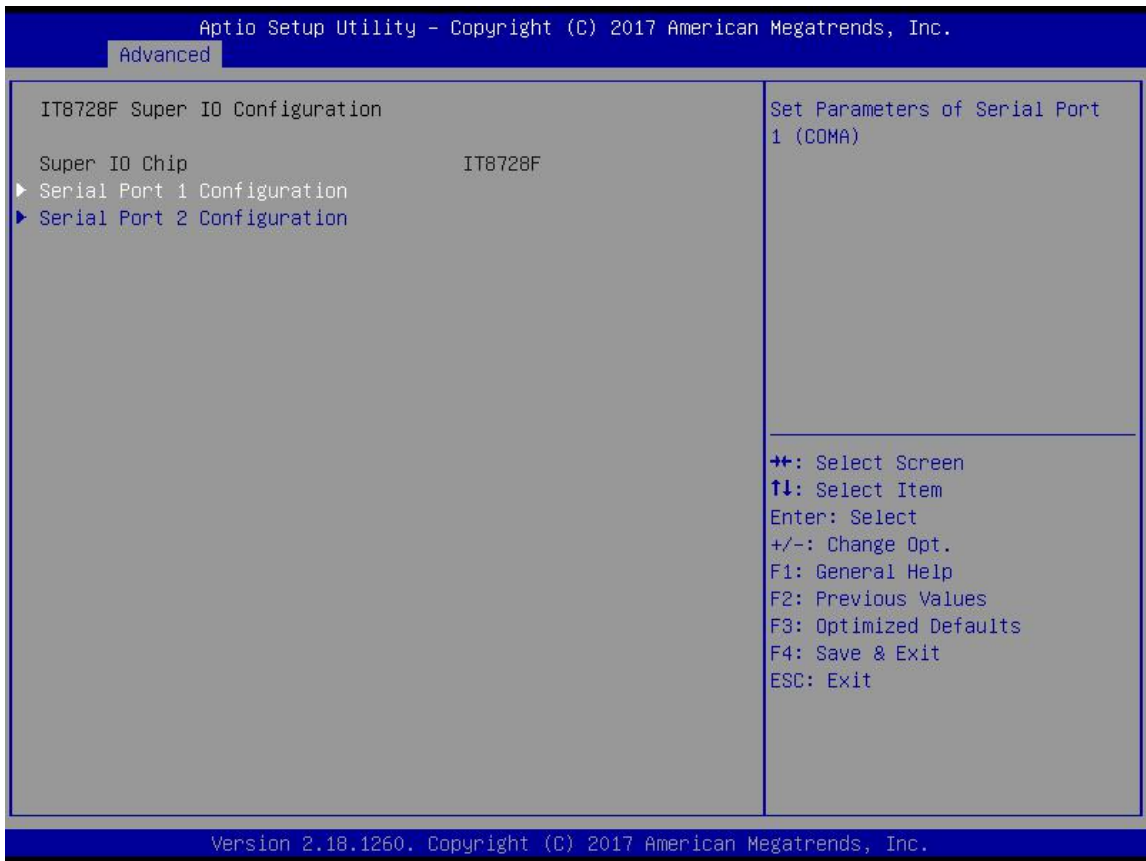 Aptio Setup Utility – Copyright (C) 2017 American Megatrends, Inc.
Advanced
IT8728F Super IO Configuration
Super IO Chip IT8728F
Serial Port 1 Configuration
Serial Port 2 Configuration
Set Parameters of Serial Port
1 (COMA)
→←: Select Screen
↑↓: Select Item
Enter: Select
+/-: Change Opt.
F1: General Help
F2: Previous Values
F3: Optimized Defaults
F4: Save & Exit
ESC: Exit
Version 2.18.1260. Copyright (C) 2017 American Megatrends, Inc.